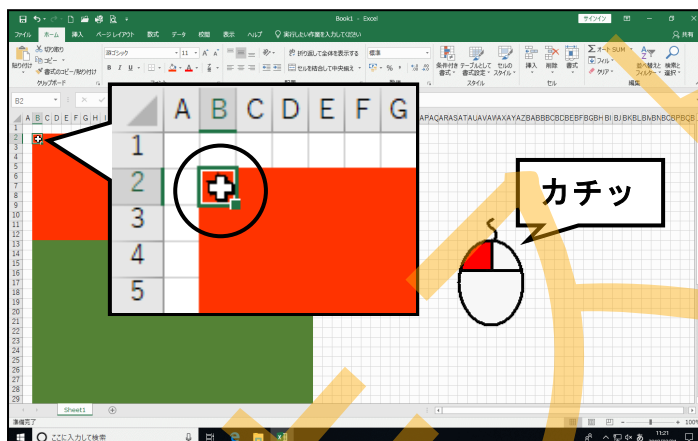 Book1 - Excel
サインイン
ファイル ホーム 挿入 ページレイアウト 数式 データ 校閲 表示 ヘルプ 実行したい作業を入力してください 共有
切り取り
コピー
書式のコピー/貼り付け
貼り付け
クリップボード
游ゴシック 11
B I U
折り返して全体を表示する
セルを結合して中央揃え
標準
条件付き書式 テーブルとして書式設定 セルのスタイル
スタイル
挿入 削除 書式
セル
オート SUM
フィル
クリア
並べ替えと フィルター 検索と選択
編集
B2
A B C D E F G
1
2
3
4
5
カチッ
Sheet1
準備完了
100%
ここに入力して検索
11:21